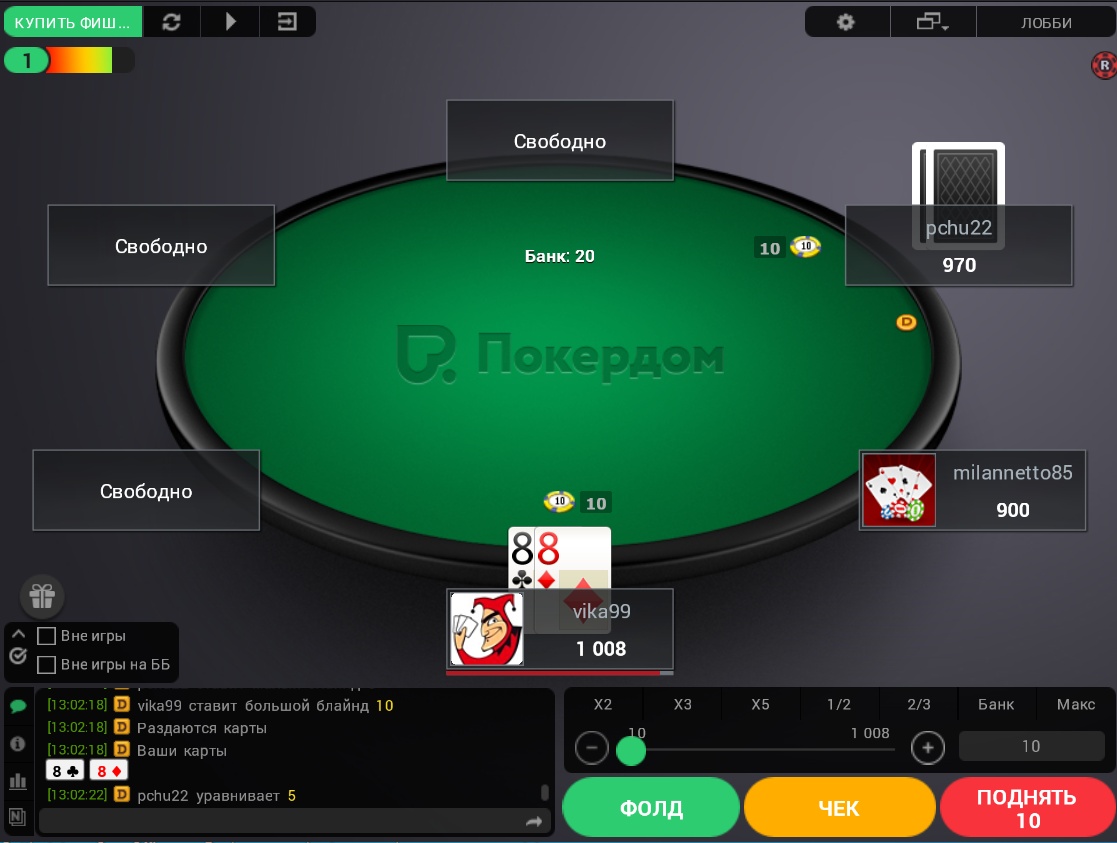 КУПИТЬ ФИШ...
ЛОББИ
1
R
Свободно
Свободно
pchu22
970
10 10
Банк: 20
D
Покердом
Свободно
milannetto85
900
10 10
8 8
vika99
1 008
Вне игры
Вне игры на ББ
[13:02:18] D vika99 ставит большой блайнд 10
[13:02:18] D Раздаются карты
[13:02:18] D Ваши карты
8 ♣ 8 ♦
[13:02:22] D pchu22 уравнивает 5
N
X2 X3 X5 1/2 2/3 Банк Макс
10 1 008
10
ФОЛД
ЧЕК
ПОДНЯТЬ
10